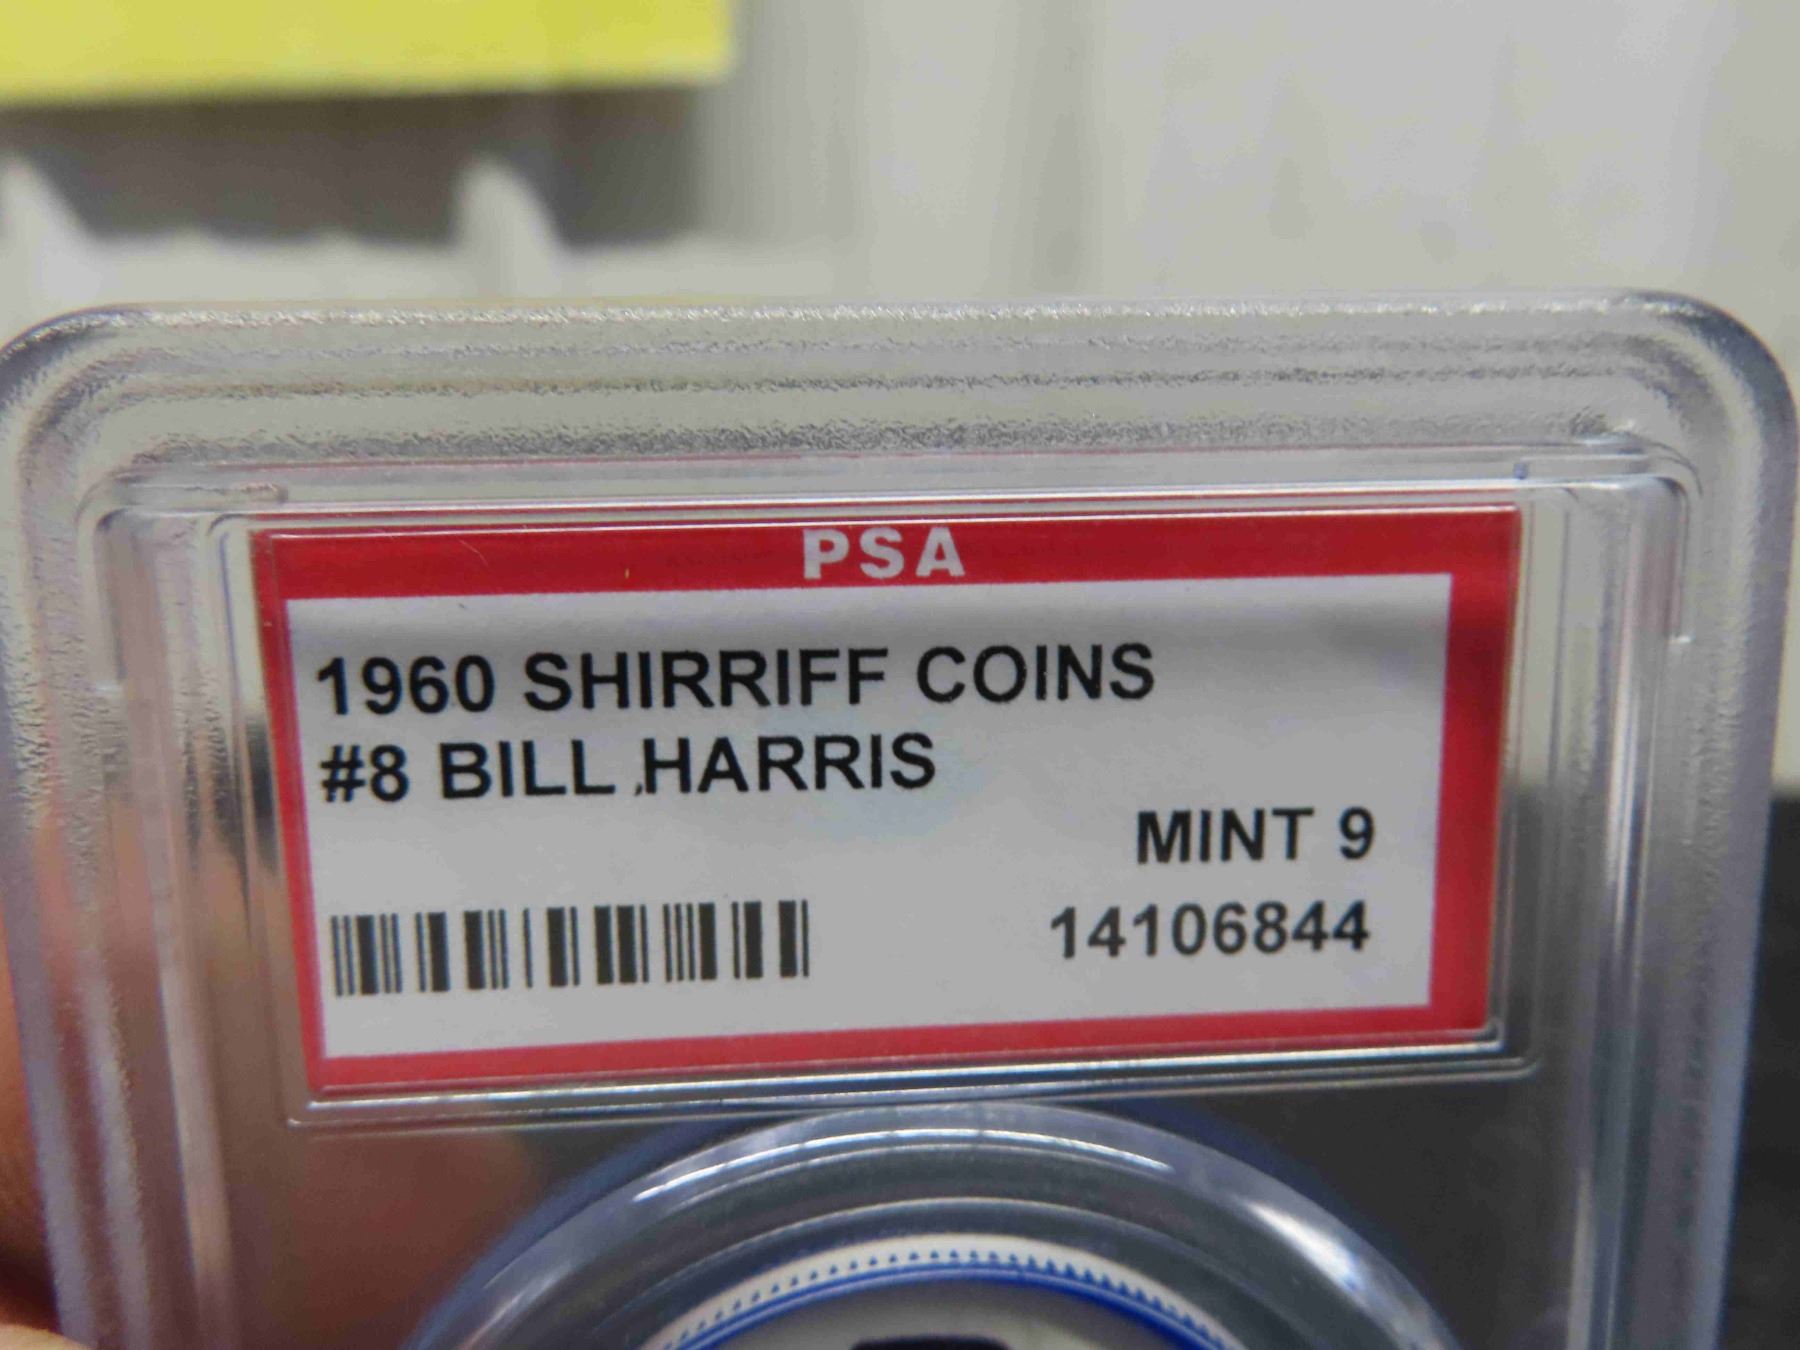 PSA
1960 SHIRRIFF COINS
#8 BILL HARRIS
MINT 9
14106844